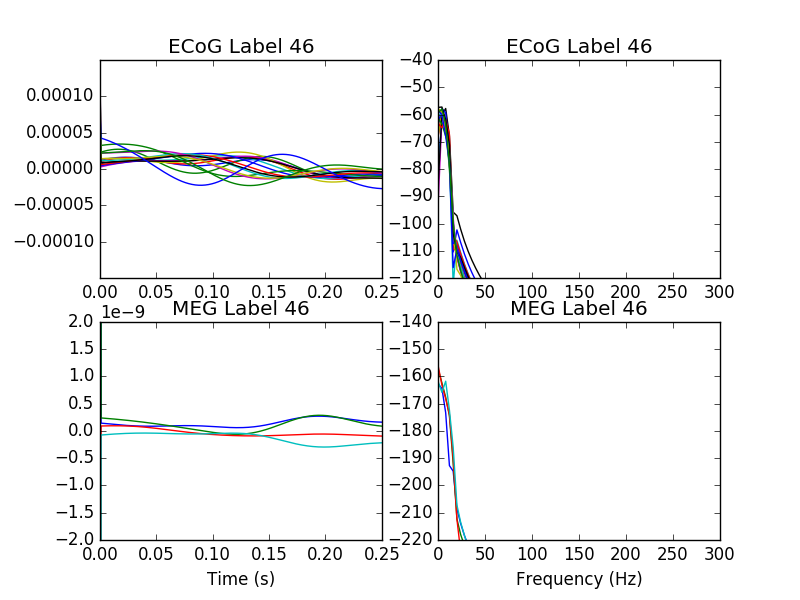 ECoG Label 46
0.00010
0.00005
0.00000
−0.00005
−0.00010
0.00 0.05 0.10 0.15 0.20 0.25
ECoG Label 46
−40
−50
−60
−70
−80
−90
−100
−110
−120
0 50 100 150 200 250 300
MEG Label 46
1e−9
2.0
1.5
1.0
0.5
0.0
−0.5
−1.0
−1.5
−2.0
0.00 0.05 0.10 0.15 0.20 0.25
Time (s)
MEG Label 46
−140
−150
−160
−170
−180
−190
−200
−210
−220
0 50 100 150 200 250 300
Frequency (Hz)